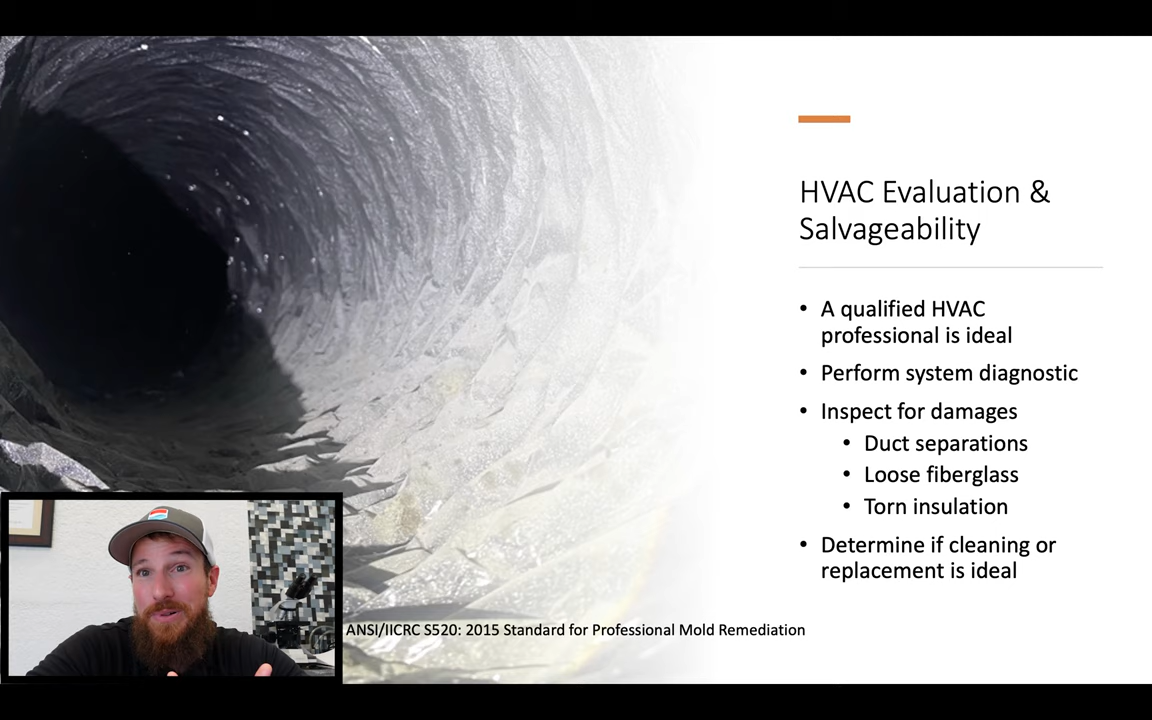 HVAC Evaluation &
Salvageability
• A qualified HVAC
professional is ideal
• Perform system diagnostic
• Inspect for damages
• Duct separations
• Loose fiberglass
• Torn insulation
• Determine if cleaning or
replacement is ideal
ANSI/IICRC S520: 2015 Standard for Professional Mold Remediation